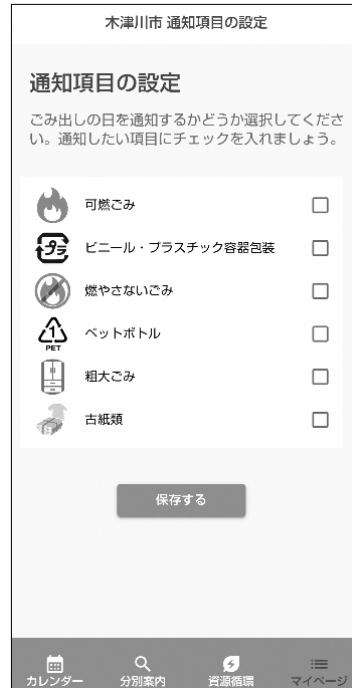 木津川市 通知項目の設定
通知項目の設定
ごみ出しの日を通知するかどうか選択してくださ
い。通知したい項目にチェックを入れましょう。
可燃ごみ
プラ
ビニール・プラスチック容器包装
燃やさないごみ
1
PET
ペットボトル
粗大ごみ
古紙類
保存する
カレンダー
分別案内
資源循環
マイページ